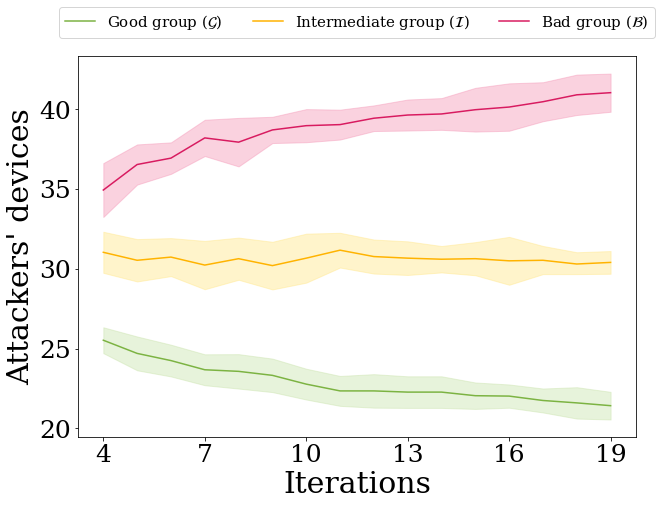 Good group (𝒢) Intermediate group (ℐ) Bad group (ℬ)
40
35
30
25
20
Attackers' devices
4 7 10 13 16 19
Iterations